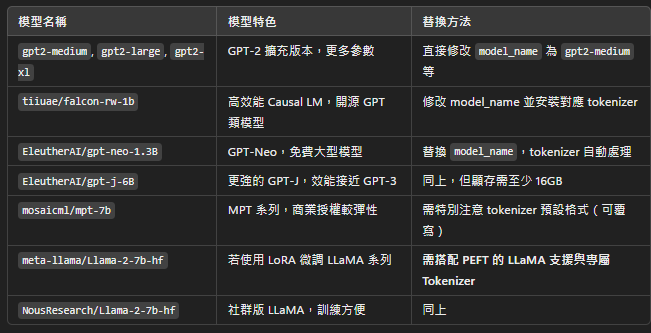 模型名稱 模型特色 替換方法
gpt2-medium, gpt2-large, gpt2-
xl
GPT-2 擴充版本，更多參數
直接修改 model_name 為 gpt2-medium
等
tiiuae/falcon-rw-1b
高效能 Causal LM，開源 GPT
類模型
修改 model_name 並安裝對應 tokenizer
EleutherAI/gpt-neo-1.3B GPT-Neo，免費大型模型 替換 model_name，tokenizer 自動處理
EleutherAI/gpt-j-6B 更強的 GPT-J，效能接近 GPT-3 同上，但顯存需至少 16GB
mosaicml/mpt-7b MPT 系列，商業授權較彈性
需特別注意 tokenizer 預設格式（可覆
寫）
meta-llama/Llama-2-7b-hf 若使用 LoRA 微調 LLaMA 系列
需搭配 PEFT 的 LLaMA 支援與專屬
Tokenizer
NousResearch/Llama-2-7b-hf 社群版 LLaMA，訓練方便 同上